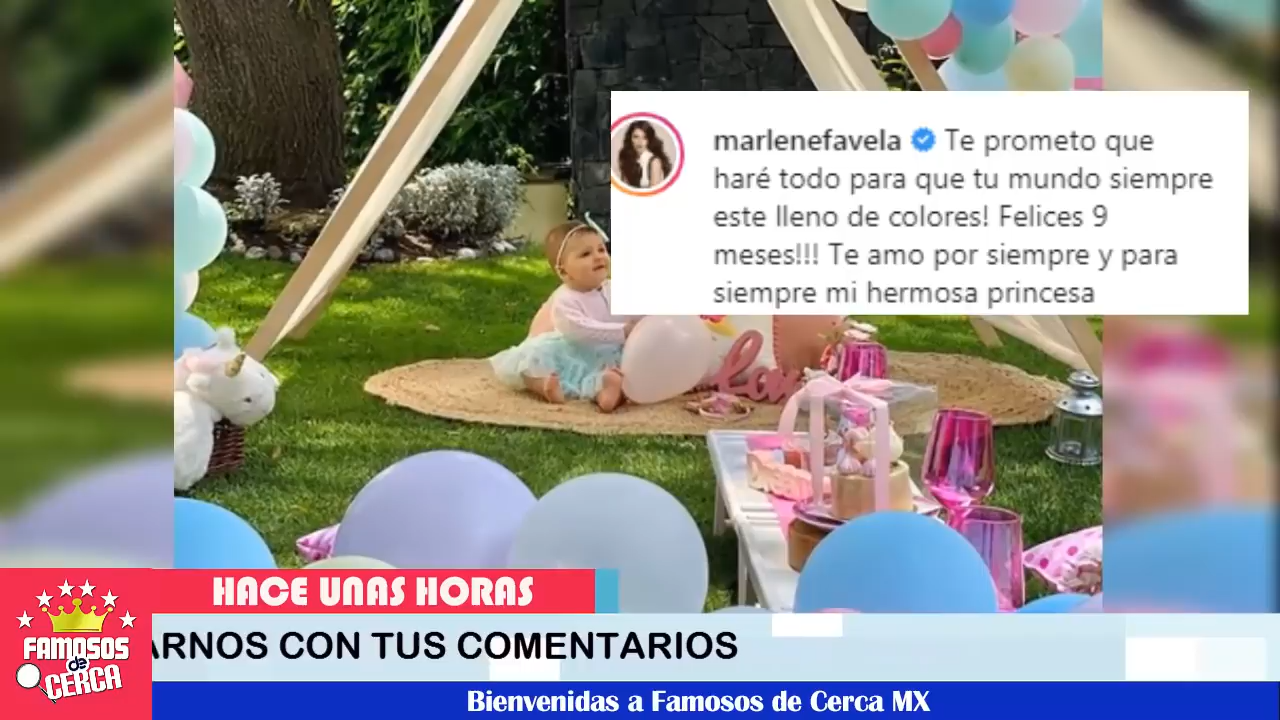 marlenefavela Te prometo que
haré todo para que tu mundo siempre
este lleno de colores! Felices 9
meses!!! Te amo por siempre y para
siempre mi hermosa princesa
love
HACE UNAS HORAS
ARNOS CON TUS COMENTARIOS
FAMOSOS
de
CERCA
Bienvenidas a Famosos de Cerca MX